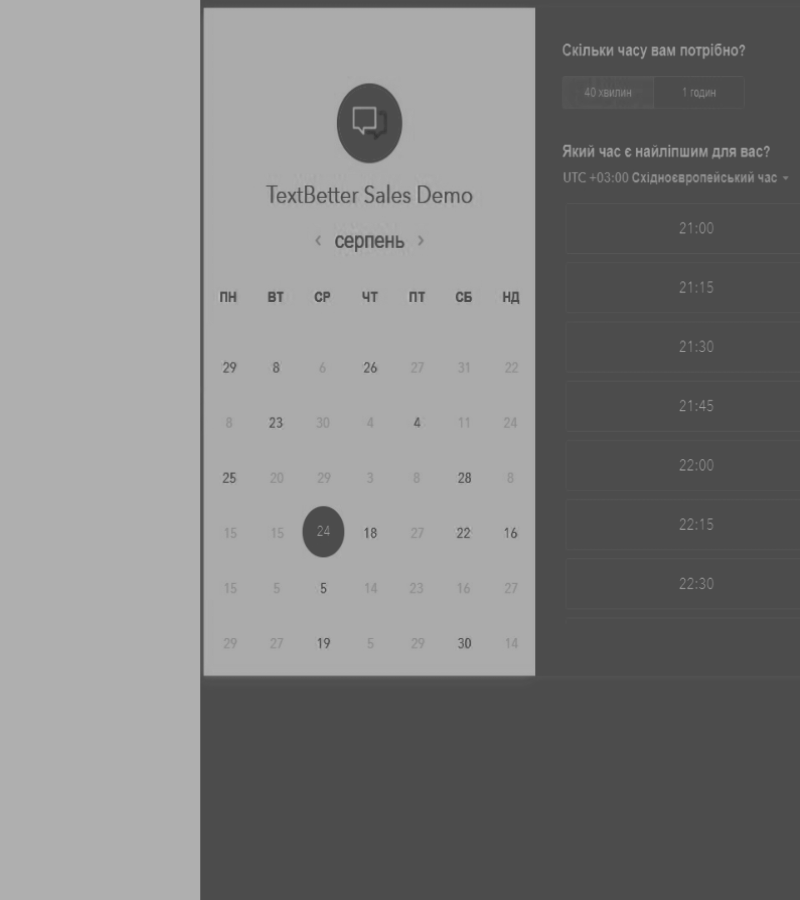 TextBetter Sales Demo
‹ серпень ›
ПН ВТ СР ЧТ ПТ СБ НД
29 8 6 26 27 31 22
8 23 30 4 4 11 24
25 20 29 3 8 28 8
15 15 24 18 27 22 16
15 5 5 14 23 16 27
29 27 19 5 29 30 14
Скільки часу вам потрібно?
40 хвилин 1 годин
Який час є найліпшим для вас?
UTC +03:00 Східноєвропейський час
21:00
21:15
21:30
21:45
22:00
22:15
22:30